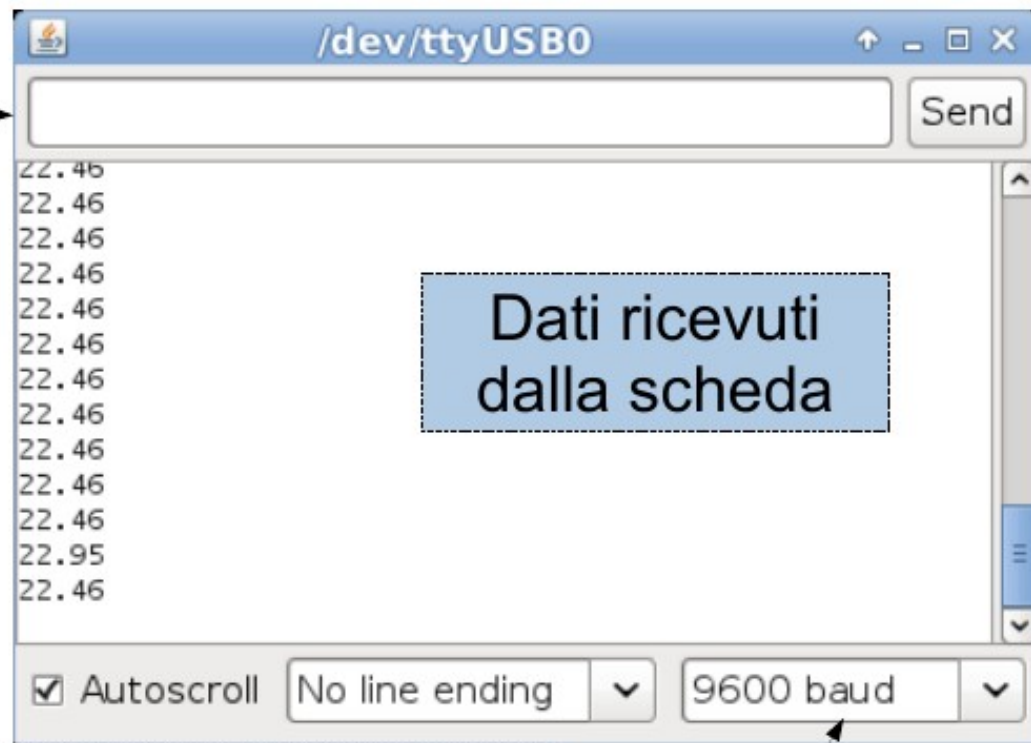 /dev/ttyUSB0
Send
22.46
22.46
22.46
22.46
22.46
22.46
22.46
22.46
22.46
22.46
22.46
22.95
22.46
Dati ricevuti
dalla scheda
Autoscroll
No line ending
9600 baud